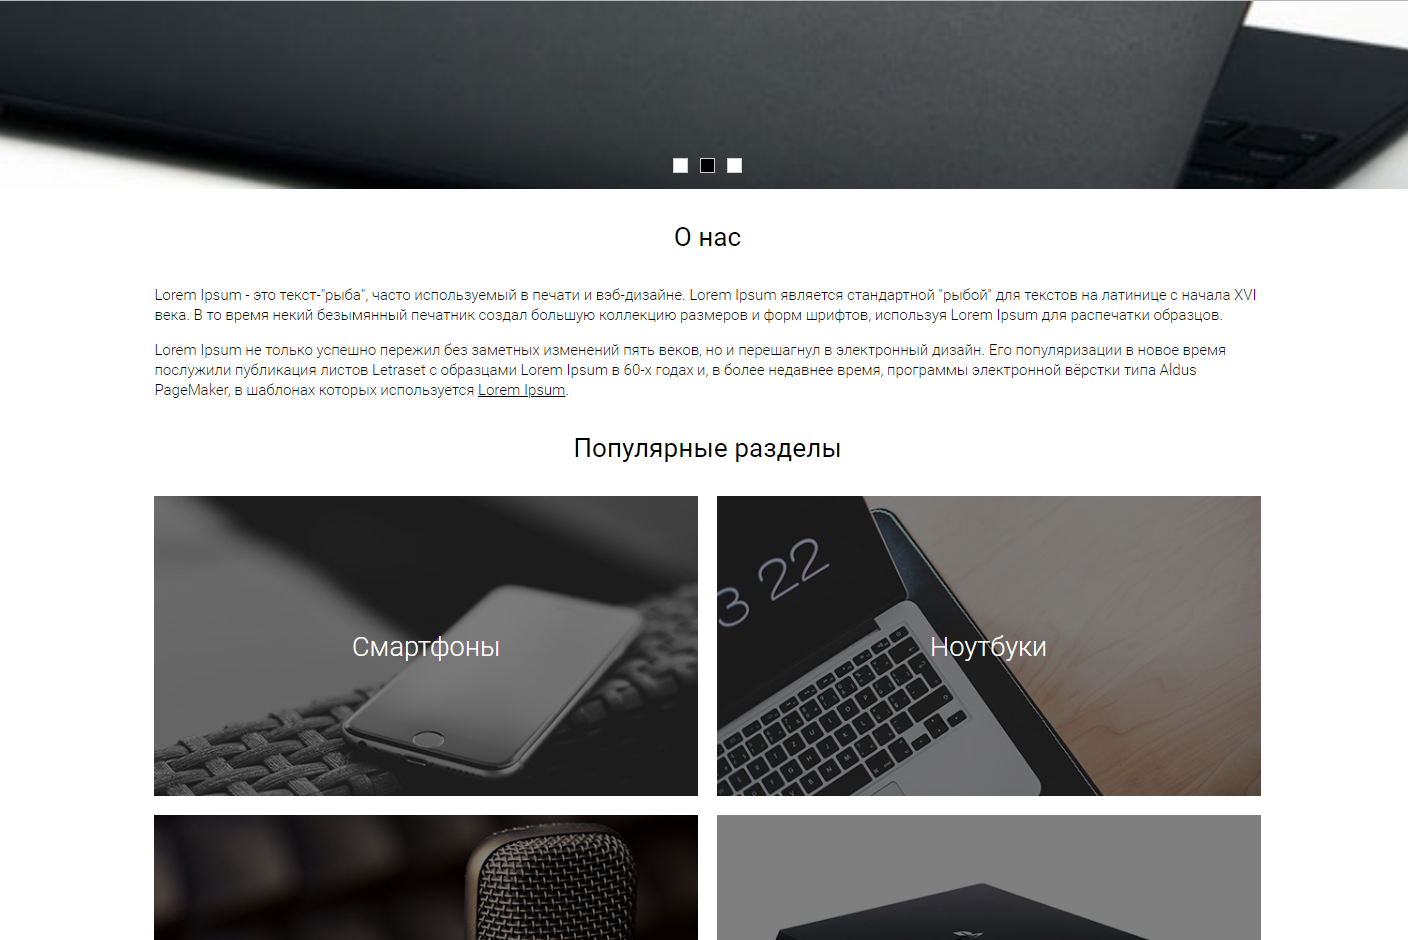 О нас
Lorem Ipsum - это текст-"рыба", часто используемый в печати и вэб-дизайне. Lorem Ipsum является стандартной "рыбой" для текстов на латинице с начала XVI
века. В то время некий безымянный печатник создал большую коллекцию размеров и форм шрифтов, используя Lorem Ipsum для распечатки образцов.
Lorem Ipsum не только успешно пережил без заметных изменений пять веков, но и перешагнул в электронный дизайн. Его популяризации в новое время
послужили публикация листов Letraset с образцами Lorem Ipsum в 60-х годах и, в более недавнее время, программы электронной вёрстки типа Aldus
PageMaker, в шаблонах которых используется Lorem Ipsum.
Популярные разделы
3 22
Смартфоны
Ноутбуки